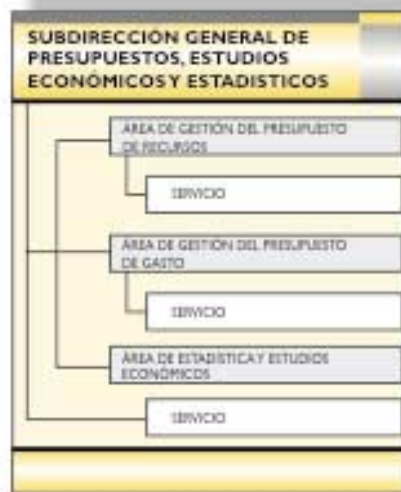 SUBDIRECCIÓN GENERAL DE
PRESUPUESTOS, ESTUDIOS
ECONÓMICOS Y ESTADISTICOS
ÁREA DE GESTIÓN DEL PRESUPUESTO
DE RECURSOS
SERVICIO
ÁREA DE GESTIÓN DEL PRESUPUESTO
DE GASTO
SERVICIO
ÁREA DE ESTADÍSTICA Y ESTUDIOS
ECONÓMICOS
SERVICIO